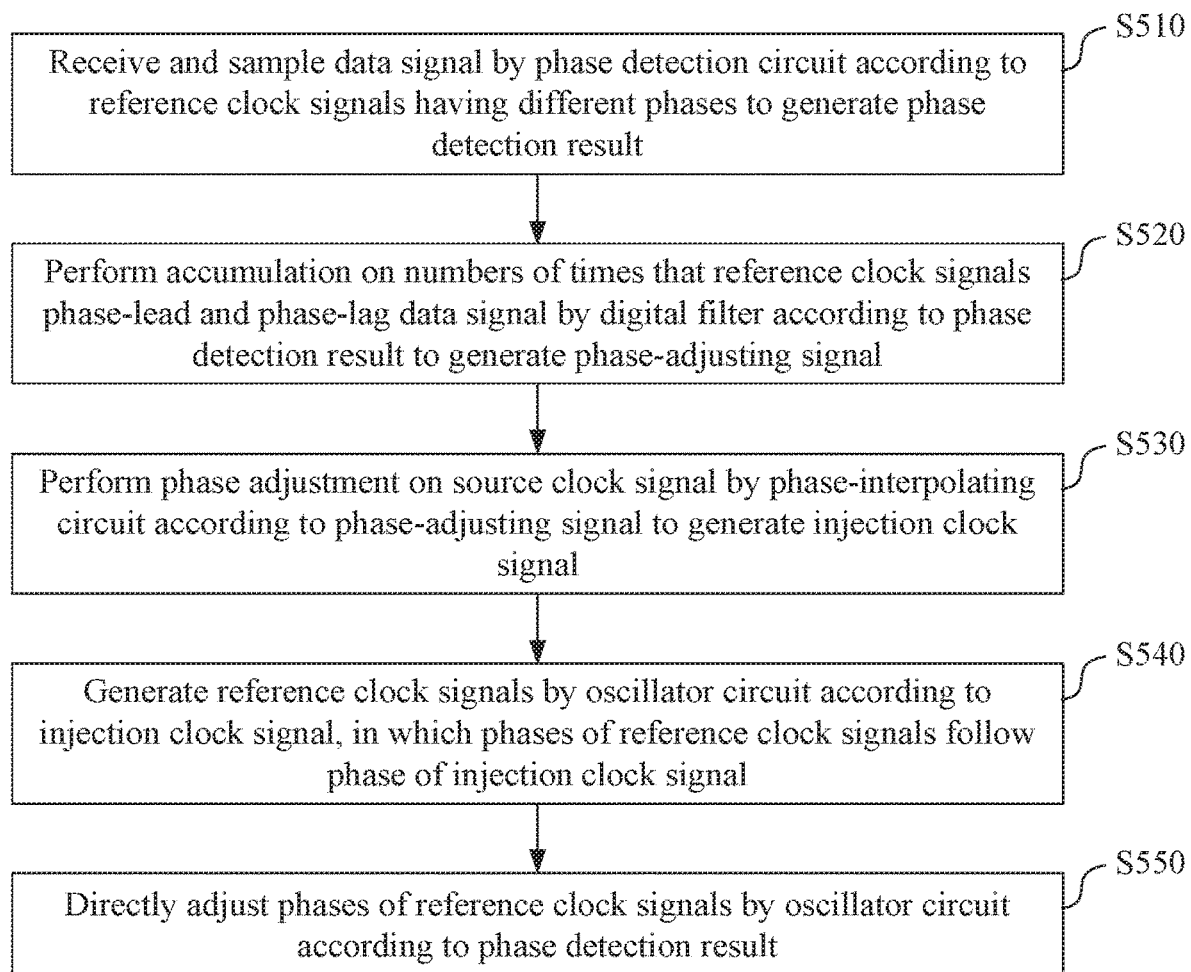 S510
Receive and sample data signal by phase detection circuit according to
reference clock signals having different phases to generate phase
detection result
S520
Perform accumulation on numbers of times that reference clock signals
phase-lead and phase-lag data signal by digital filter according to phase
detection result to generate phase-adjusting signal
S530
Perform phase adjustment on source clock signal by phase-interpolating
circuit according to phase-adjusting signal to generate injection clock
signal
S540
Generate reference clock signals by oscillator circuit according to
injection clock signal, in which phases of reference clock signals follow
phase of injection clock signal
S550
Directly adjust phases of reference clock signals by oscillator circuit
according to phase detection result